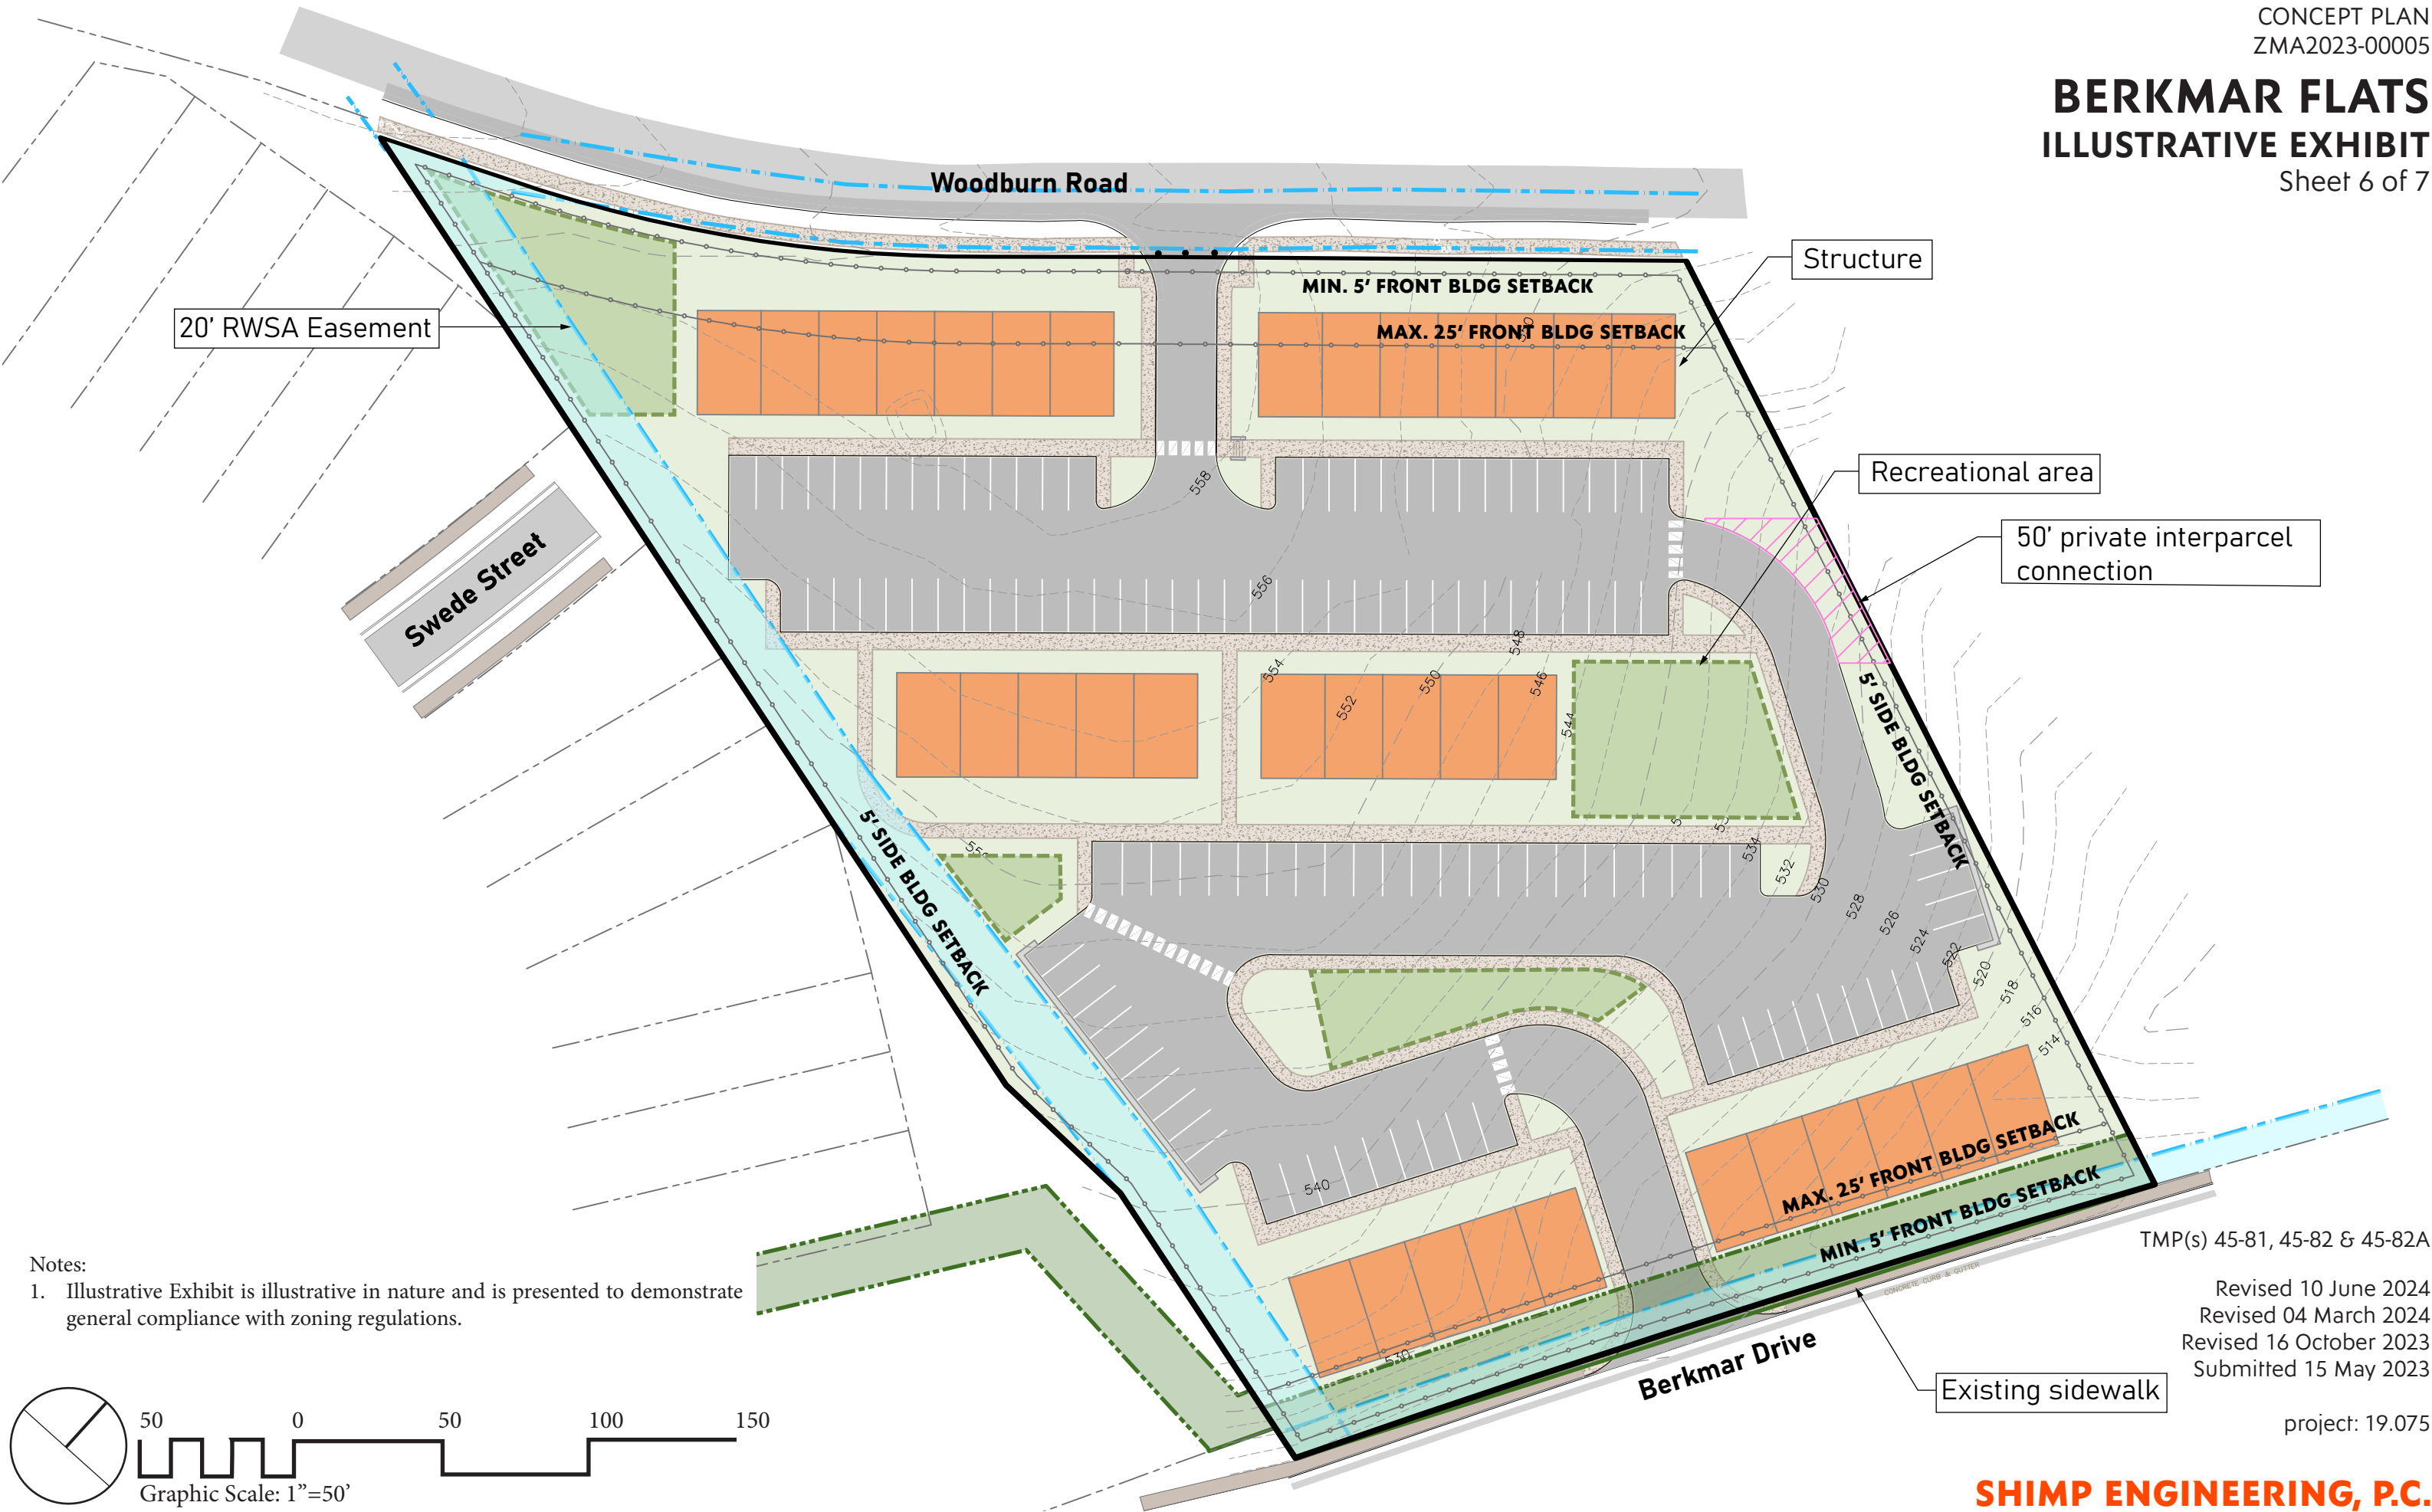 CONCEPT PLAN
ZMA2023-00005
BERKMAR FLATS
ILLUSTRATIVE EXHIBIT
Sheet 6 of 7
Woodburn Road
Structure
MIN. 5' FRONT BLDG SETBACK
20' RWSA Easement
MAX. 25' FRONT BLDG SETBACK
Recreational area
558
50' private interparcel
connection
Swede Street
556
548
554
550
546
552
544
5' SIDE BLDG SETBACK
5' SIDE BLDG SETBACK
534
532
530
528
526
524
522
520
518
516
514
540
MAX. 25' FRONT BLDG SETBACK
MIN. 5' FRONT BLDG SETBACK
530
CONCRETE CURB & GUTTER
Berkmar Drive
Existing sidewalk
TMP(s) 45-81, 45-82 & 45-82A
Revised 10 June 2024
Revised 04 March 2024
Revised 16 October 2023
Submitted 15 May 2023
project: 19.075
Notes:
1. Illustrative Exhibit is illustrative in nature and is presented to demonstrate
general compliance with zoning regulations.
50 0 50 100 150
Graphic Scale: 1"=50'
SHIMP ENGINEERING, P.C.